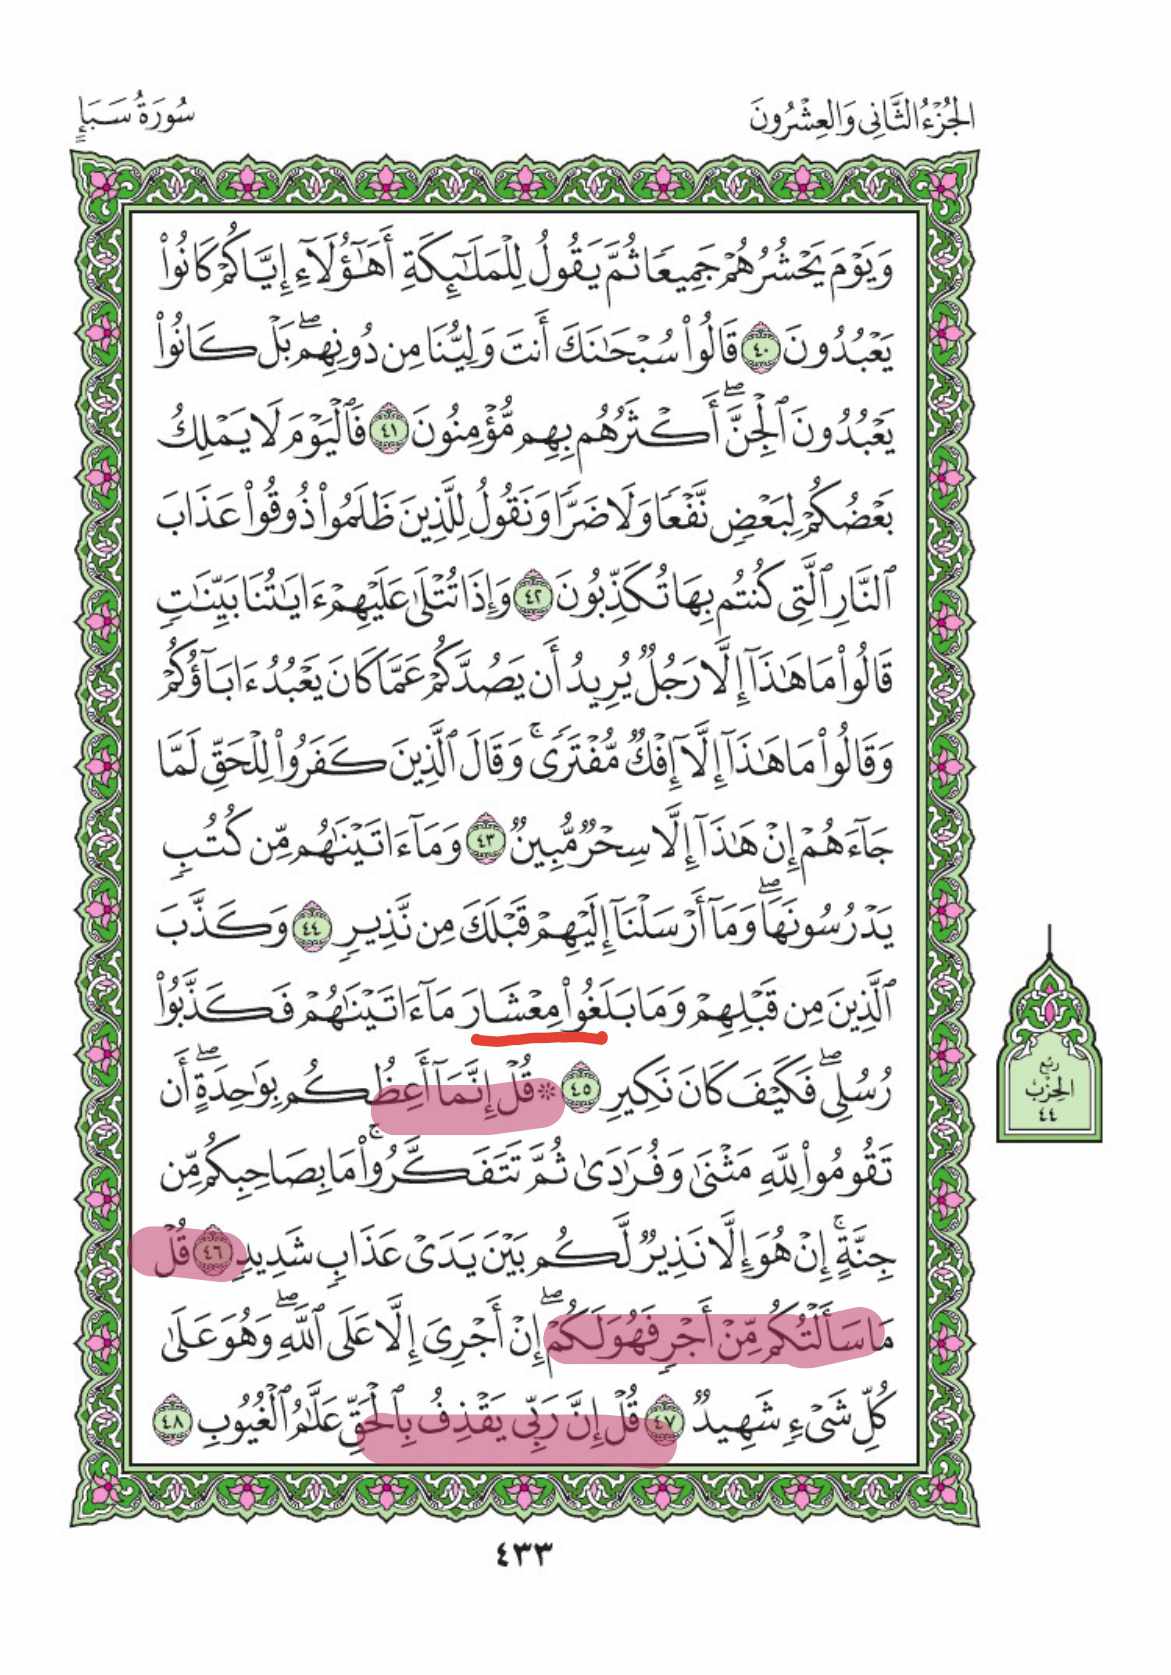 الجُزْءُ الثَّانِي وَالعِشْرُونَ
سُورَةُ سَبَإٍ
وَيَوْمَ يَحْشُرُهُمْ جَمِيعًا ثُمَّ يَقُولُ لِلْمَلَـٰٓئِكَةِ أَهَـٰٓؤُلَآءِ إِيَّاكُمْ كَانُوا۟
يَعْبُدُونَ ٤٠ قَالُوا۟ سُبْحَـٰنَكَ أَنتَ وَلِيُّنَا مِن دُونِهِم ۖ بَلْ كَانُوا۟
يَعْبُدُونَ ٱلْجِنَّ ۖ أَكْثَرُهُم بِهِم مُّؤْمِنُونَ ٤١ فَٱلْيَوْمَ لَا يَمْلِكُ
بَعْضُكُمْ لِبَعْضٍ نَّفْعًا وَلَا ضَرًّا وَنَقُولُ لِلَّذِينَ ظَلَمُوا۟ ذُوقُوا۟ عَذَابَ
ٱلنَّارِ ٱلَّتِى كُنتُم بِهَا تُكَذِّبُونَ ٤٢ وَإِذَا تُتْلَىٰ عَلَيْهِمْ ءَايَـٰتُنَا بَيِّنَـٰتٍ
قَالُوا۟ مَا هَـٰذَآ إِلَّا رَجُلٌ يُرِيدُ أَن يَصُدَّكُمْ عَمَّا كَانَ يَعْبُدُ ءَابَآؤُكُمْ
وَقَالُوا۟ مَا هَـٰذَآ إِلَّآ إِفْكٌ مُّفْتَرًى ۚ وَقَالَ ٱلَّذِينَ كَفَرُوا۟ لِلْحَقِّ لَمَّا
جَآءَهُمْ إِنْ هَـٰذَآ إِلَّا سِحْرٌ مُّبِينٌ ٤٣ وَمَآ ءَاتَيْنَـٰهُم مِّن كُتُبٍ
يَدْرُسُونَهَا ۖ وَمَآ أَرْسَلْنَآ إِلَيْهِمْ قَبْلَكَ مِن نَّذِيرٍ ٤٤ وَكَذَّبَ
ٱلَّذِينَ مِن قَبْلِهِمْ وَمَا بَلَغُوا۟ مِعْشَارَ مَآ ءَاتَيْنَـٰهُمْ فَكَذَّبُوا۟
رُسُلِى ۖ فَكَيْفَ كَانَ نَكِيرِ ٤٥ ۞ قُلْ إِنَّمَآ أَعِظُكُم بِوَٰحِدَةٍ ۖ أَن
تَقُومُوا۟ لِلَّهِ مَثْنَىٰ وَفُرَٰدَىٰ ثُمَّ تَتَفَكَّرُوا۟ ۚ مَا بِصَاحِبِكُم مِّن
جِنَّةٍ ۚ إِنْ هُوَ إِلَّا نَذِيرٌ لَّكُم بَيْنَ يَدَىْ عَذَابٍ شَدِيدٍ ٤٦ قُلْ
مَا سَأَلْتُكُم مِّنْ أَجْرٍ فَهُوَ لَكُمْ ۖ إِنْ أَجْرِىَ إِلَّا عَلَى ٱللَّهِ ۖ وَهُوَ عَلَىٰ
كُلِّ شَىْءٍ شَهِيدٌ ٤٧ قُلْ إِنَّ رَبِّى يَقْذِفُ بِٱلْحَقِّ عَلَّـٰمُ ٱلْغُيُوبِ ٤٨
رُبُع
الحِزْب
٤٤
٤٣٣